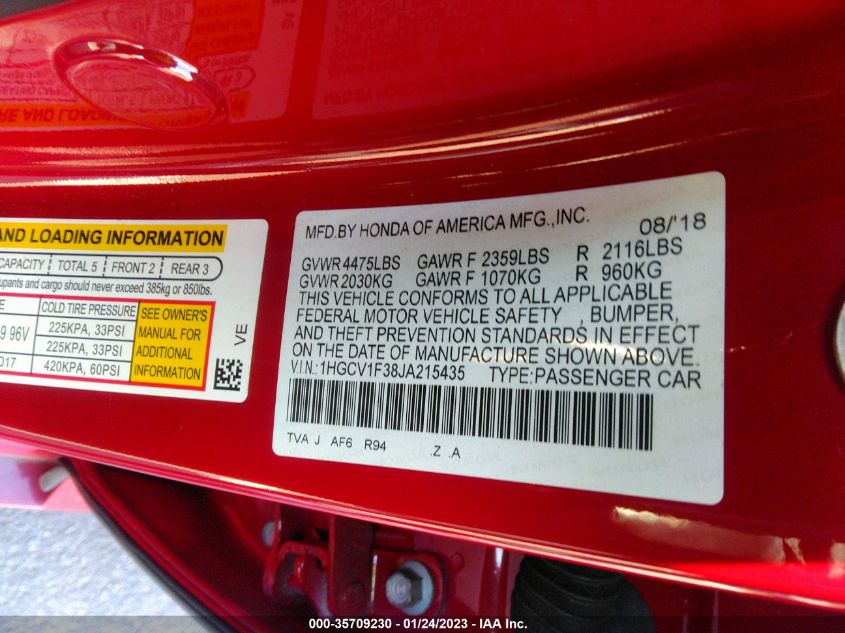 AND LOADING INFORMATION
CAPACITY TOTAL 5 FRONT 2 REAR 3
upants and cargo should never exceed 385kg or 850lbs.
E COLD TIRE PRESSURE SEE OWNER'S
MANUAL FOR
ADDITIONAL
INFORMATION
9 96V 225KPA, 33PSI
225KPA, 33PSI
D17 420KPA, 60PSI
VE
MFD.BY HONDA OF AMERICA MFG.,INC. 08/'18
GVWR 4475LBS GAWR F 2359LBS R 2116LBS
GVWR 2030KG GAWR F 1070KG R 960KG
THIS VEHICLE CONFORMS TO ALL APPLICABLE
FEDERAL MOTOR VEHICLE SAFETY , BUMPER,
AND THEFT PREVENTION STANDARDS IN EFFECT
ON THE DATE OF MANUFACTURE SHOWN ABOVE.
V.I.N.:1HGCV1F38JA215435 TYPE:PASSENGER CAR
TVA J AF6 R94 .Z .A
000-35709230 - 01/24/2023 - IAA Inc.